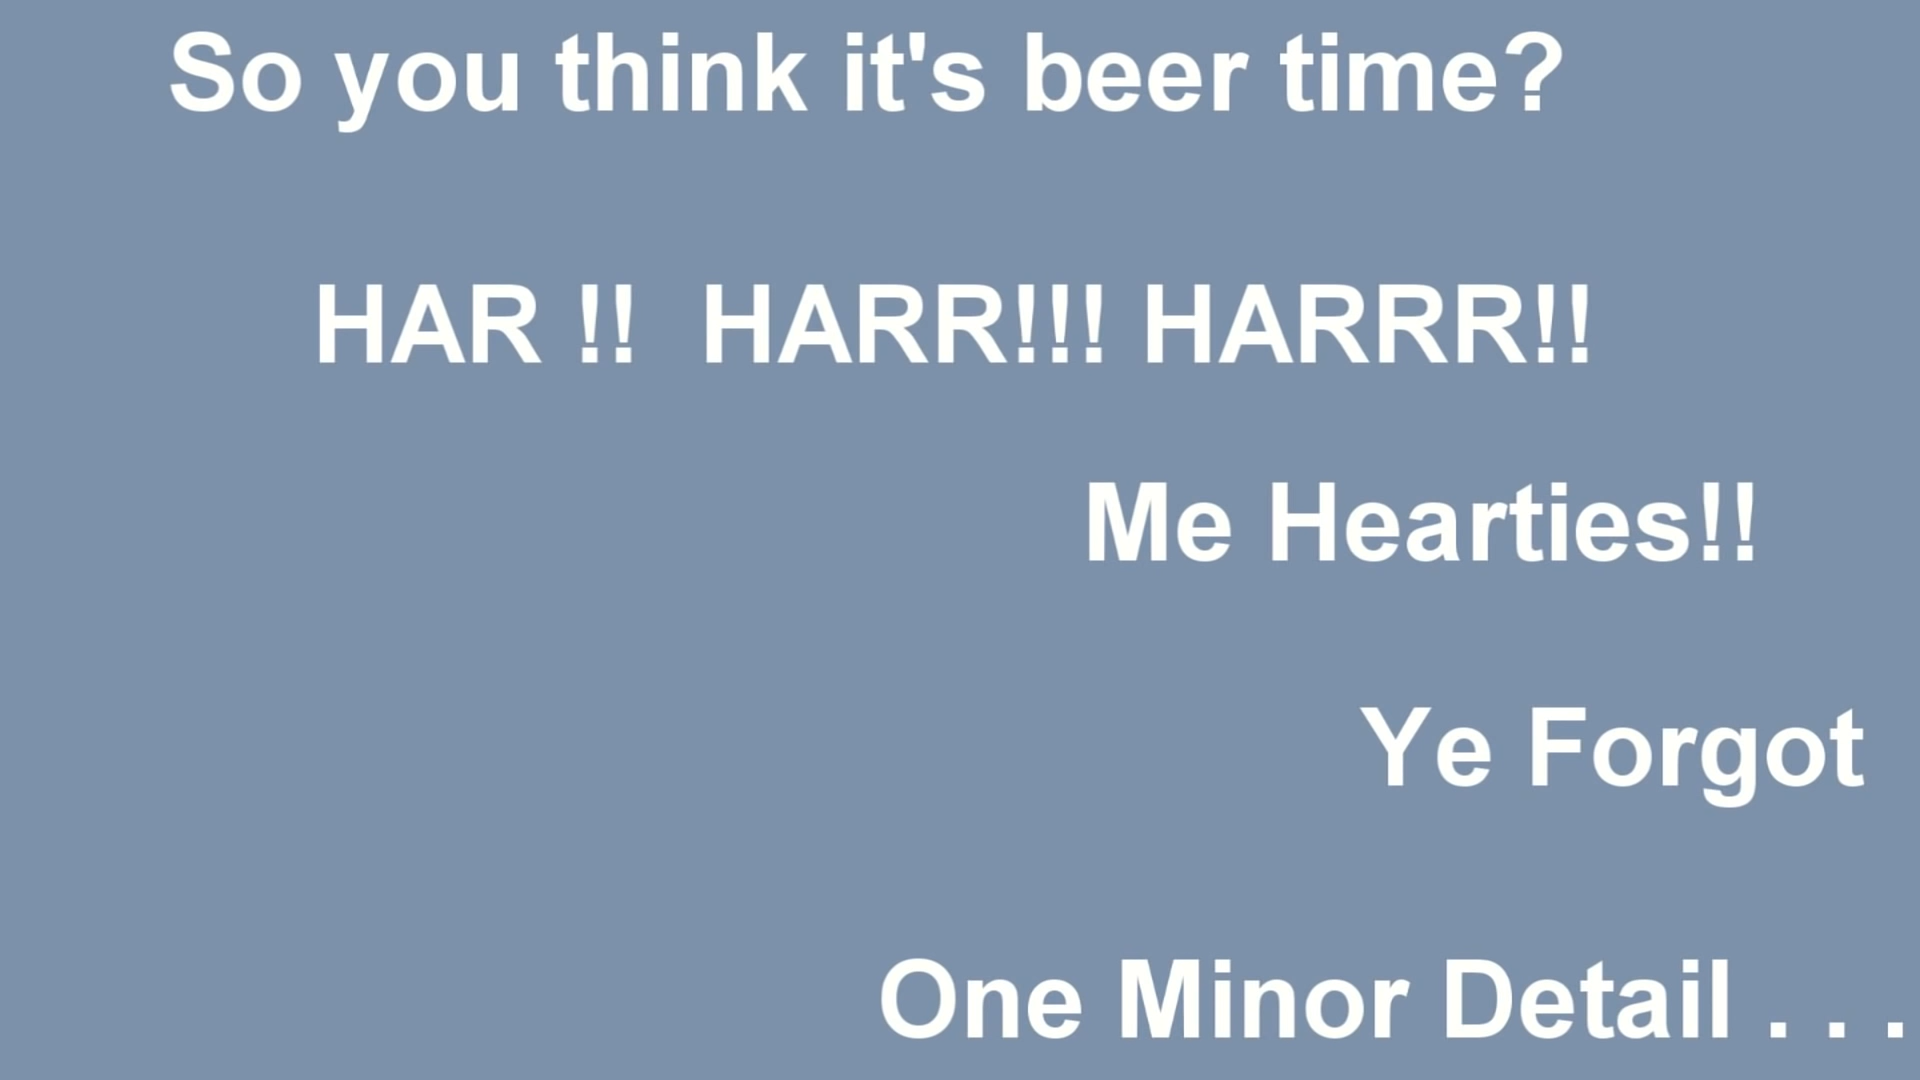 So you think it's beer time?
HAR !!  HARR!!! HARRR!!
Me Hearties!!
Ye Forgot
One Minor Detail . . .